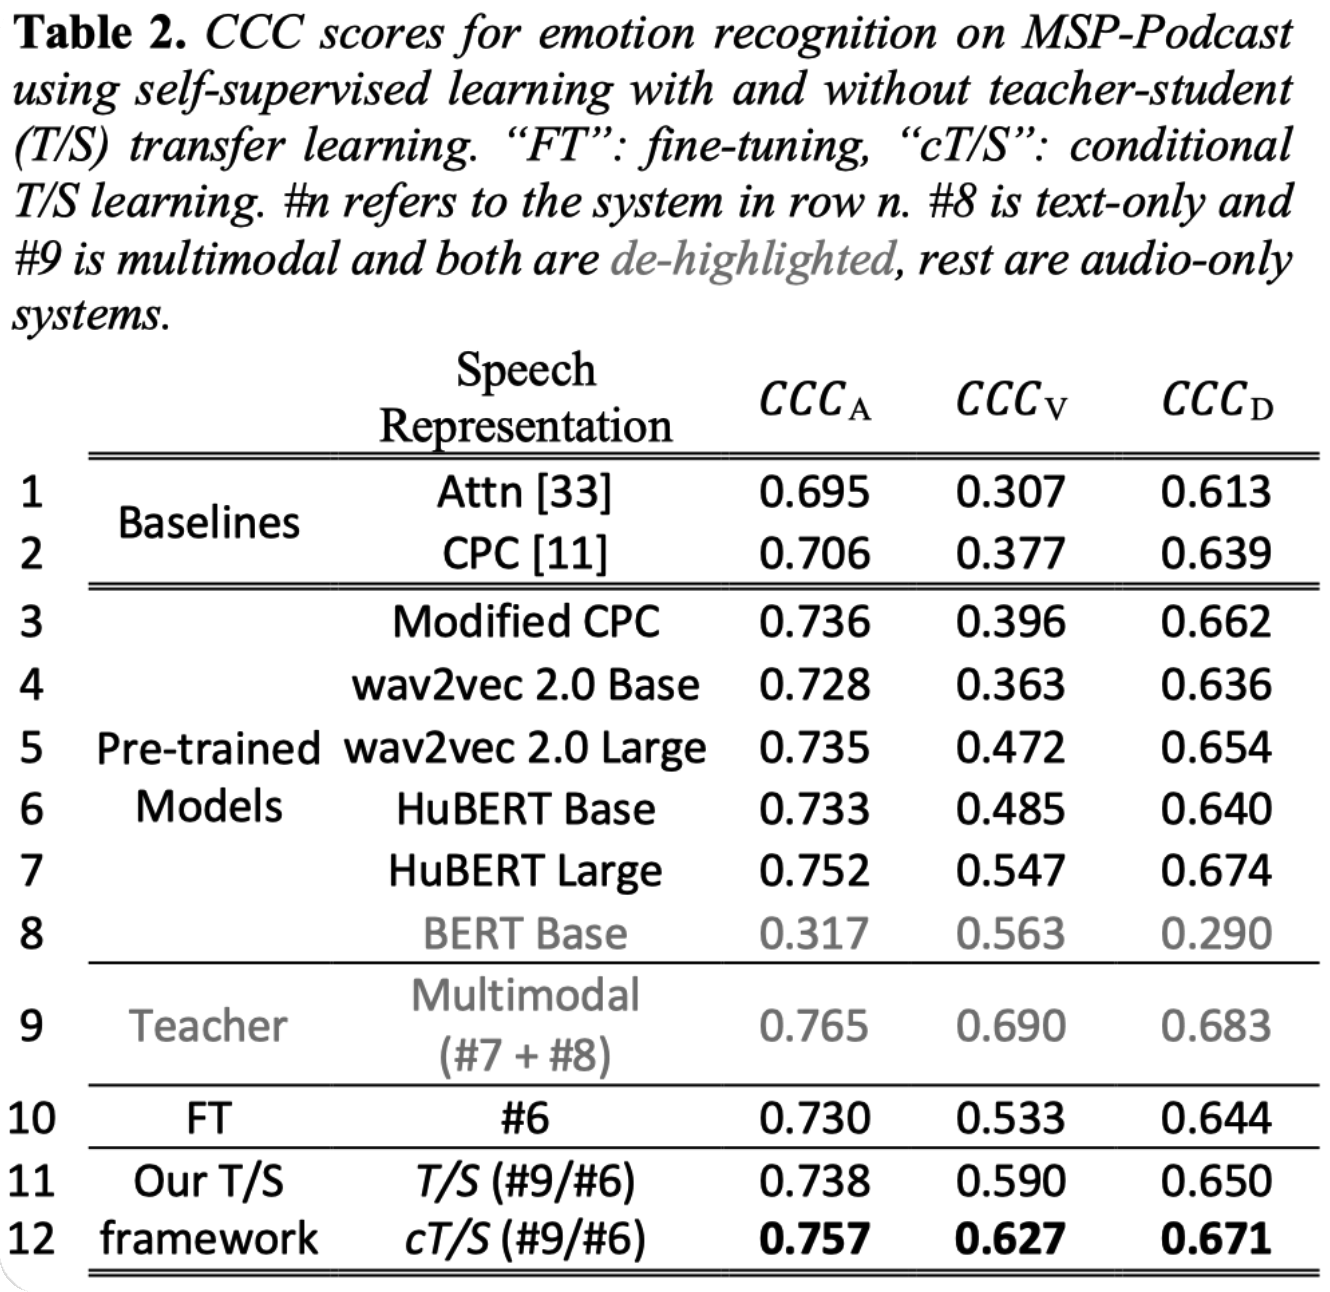 Table 2. CCC scores for emotion recognition on MSP-Podcast
using self-supervised learning with and without teacher-student
(T/S) transfer learning. “FT”: fine-tuning, “cT/S”: conditional
T/S learning. #n refers to the system in row n. #8 is text-only and
#9 is multimodal and both are de-highlighted, rest are audio-only
systems.
Speech
Representation CCC_A CCC_V CCC_D
1 Baselines Attn [33] 0.695 0.307 0.613
2 CPC [11] 0.706 0.377 0.639
3 Modified CPC 0.736 0.396 0.662
4 wav2vec 2.0 Base 0.728 0.363 0.636
5 Pre-trained wav2vec 2.0 Large 0.735 0.472 0.654
6 Models HuBERT Base 0.733 0.485 0.640
7 HuBERT Large 0.752 0.547 0.674
8 BERT Base 0.317 0.563 0.290
9 Teacher Multimodal
(#7 + #8) 0.765 0.690 0.683
10 FT #6 0.730 0.533 0.644
11 Our T/S T/S (#9/#6) 0.738 0.590 0.650
12 framework cT/S (#9/#6) 0.757 0.627 0.671